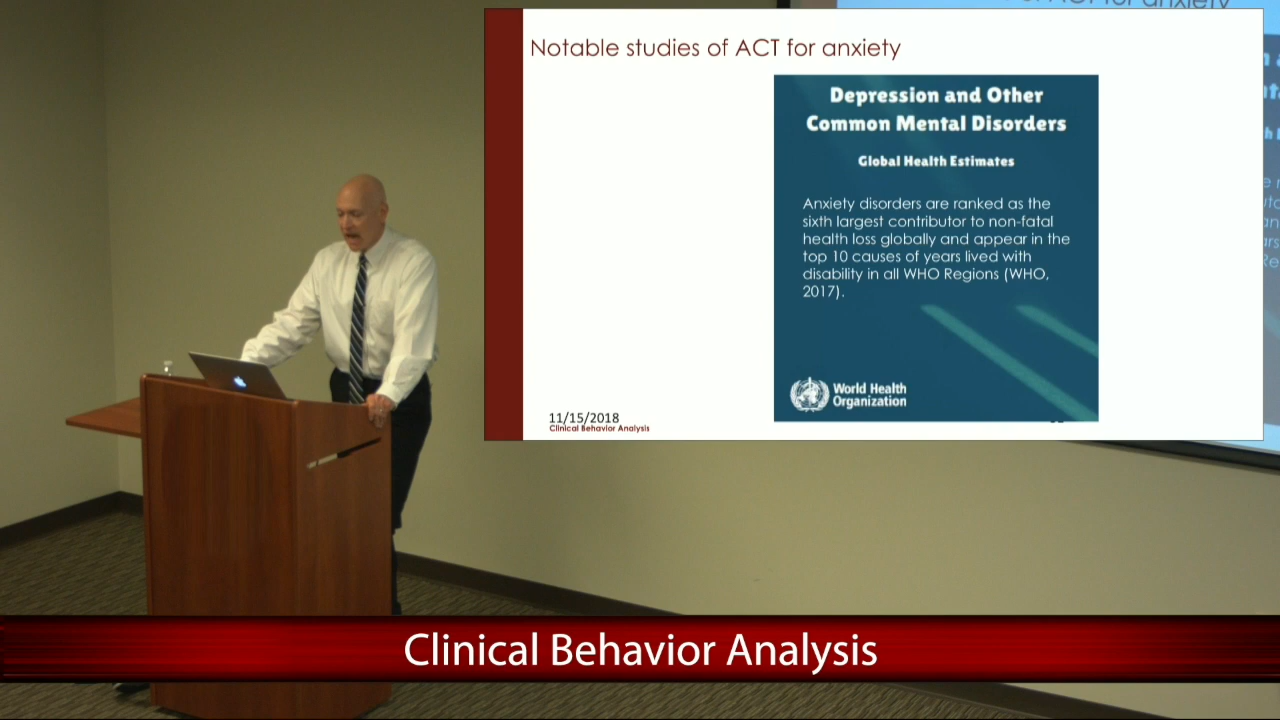 Notable studies of ACT for anxiety
Depression and Other
Common Mental Disorders
Global Health Estimates
Anxiety disorders are ranked as the
sixth largest contributor to non-fatal
health loss globally and appear in the
top 10 causes of years lived with
disability in all WHO Regions (WHO,
2017).
World Health
Organization
11/15/2018
Clinical Behavior Analysis
Clinical Behavior Analysis